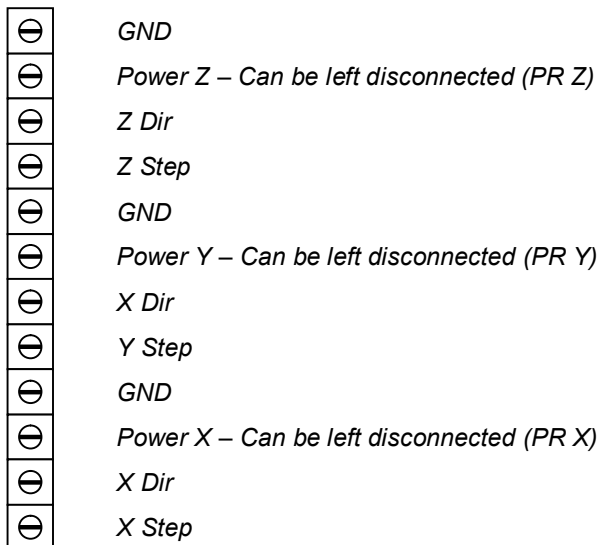 GND
Power Z – Can be left disconnected (PR Z)
Z Dir
Z Step
GND
Power Y – Can be left disconnected (PR Y)
X Dir
Y Step
GND
Power X – Can be left disconnected (PR X)
X Dir
X Step